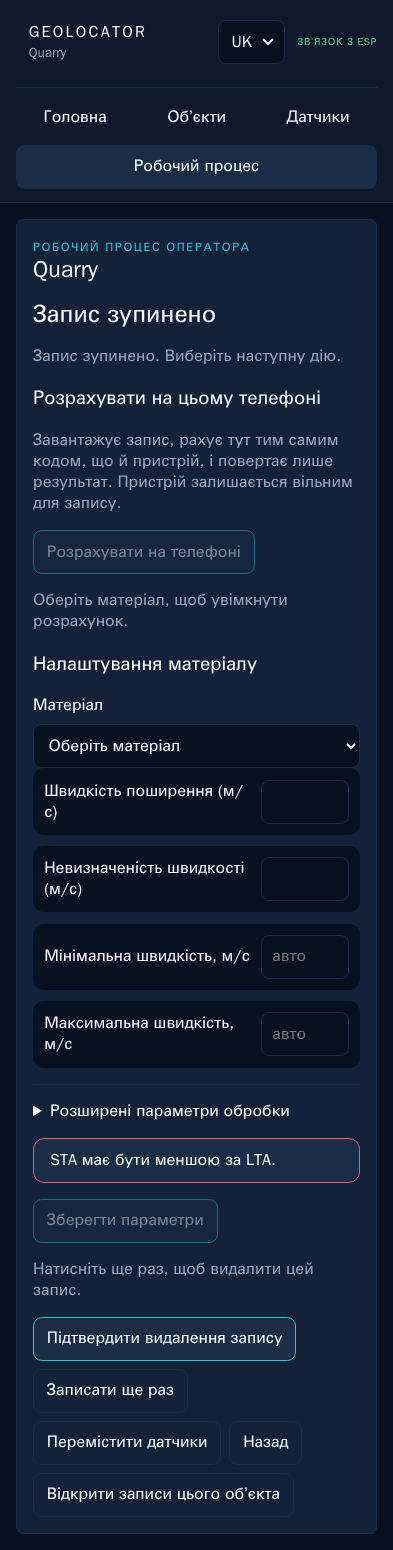 GEOLOCATOR
Quarry
UK
ЗВ'ЯЗОК З ESP
Головна
Об'єкти
Датчики
Робочий процес
РОБОЧИЙ ПРОЦЕС ОПЕРАТОРА
Quarry
Запис зупинено
Запис зупинено. Виберіть наступну дію.
Розрахувати на цьому телефоні
Завантажує запис, рахує тут тим самим
кодом, що й пристрій, і повертає лише
результат. Пристрій залишається вільним
для запису.
Розрахувати на телефоні
Оберіть матеріал, щоб увімкнути
розрахунок.
Налаштування матеріалу
Матеріал
Оберіть матеріал
Швидкість поширення (м/
с)
Невизначеність швидкості
(м/с)
Мінімальна швидкість, м/с
авто
Максимальна швидкість,
м/с
авто
Розширені параметри обробки
STA має бути меншою за LTA.
Зберегти параметри
Натисніть ще раз, щоб видалити цей
запис.
Підтвердити видалення запису
Записати ще раз
Перемістити датчики
Назад
Відкрити записи цього об'єкта